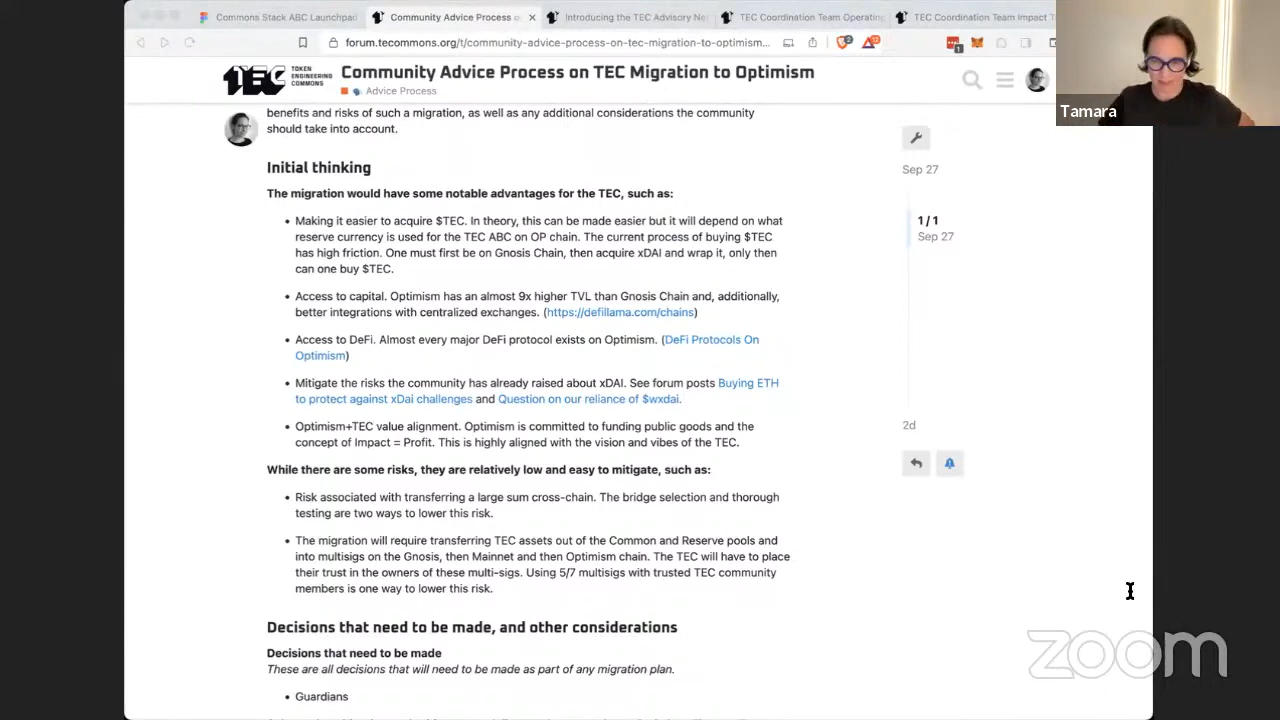 Commons Stack ABC Launchpad
Community Advice Process o
Introducing the TEC Advisory Ne
TEC Coordination Team Operating
TEC Coordination Team Impact T
forum.tecommons.org/t/community-advice-process-on-tec-migration-to-optimism...
2
12
1
TEC
TOKEN
ENGINEERING
COMMONS
Community Advice Process on TEC Migration to Optimism
Advice Process
Tamara
benefits and risks of such a migration, as well as any additional considerations the community
should take into account.
Initial thinking
The migration would have some notable advantages for the TEC, such as:
• Making it easier to acquire $TEC. In theory, this can be made easier but it will depend on what
reserve currency is used for the TEC ABC on OP chain. The current process of buying $TEC
has high friction. One must first be on Gnosis Chain, then acquire xDAI and wrap it, only then
can one buy $TEC.
• Access to capital. Optimism has an almost 9x higher TVL than Gnosis Chain and, additionally,
better integrations with centralized exchanges. (https://defillama.com/chains)
• Access to DeFi. Almost every major DeFi protocol exists on Optimism. (DeFi Protocols On
Optimism)
• Mitigate the risks the community has already raised about xDAI. See forum posts Buying ETH
to protect against xDai challenges and Question on our reliance of $wxdai.
• Optimism+TEC value alignment. Optimism is committed to funding public goods and the
concept of Impact = Profit. This is highly aligned with the vision and vibes of the TEC.
While there are some risks, they are relatively low and easy to mitigate, such as:
• Risk associated with transferring a large sum cross-chain. The bridge selection and thorough
testing are two ways to lower this risk.
• The migration will require transferring TEC assets out of the Common and Reserve pools and
into multisigs on the Gnosis, then Mainnet and then Optimism chain. The TEC will have to place
their trust in the owners of these multi-sigs. Using 5/7 multisigs with trusted TEC community
members is one way to lower this risk.
Decisions that need to be made, and other considerations
Decisions that need to be made
These are all decisions that will need to be made as part of any migration plan.
• Guardians
Sep 27
1 / 1
Sep 27
2d
zoom